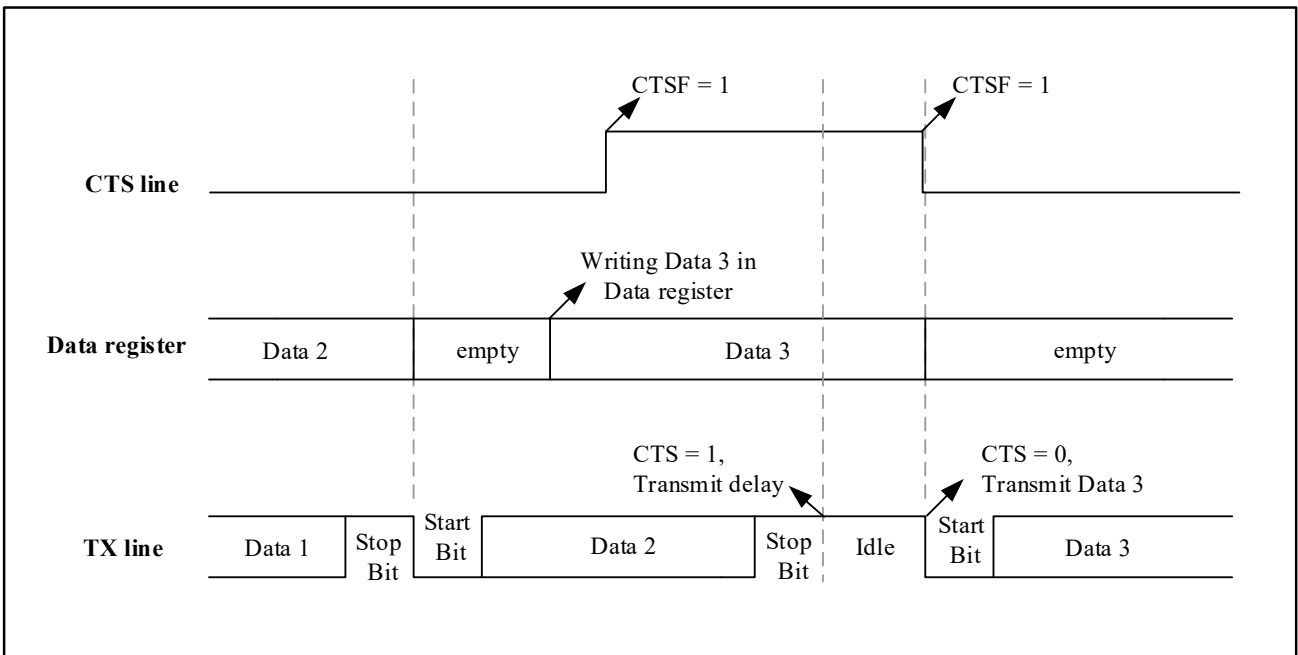 CTSF = 1
CTSF = 1
CTS line
Writing Data 3 in
Data register
Data register
Data 2
empty
Data 3
empty
CTS = 1,
Transmit delay
CTS = 0,
Transmit Data 3
TX line
Data 1
Stop
Bit
Start
Bit
Data 2
Stop
Bit
Idle
Start
Bit
Data 3